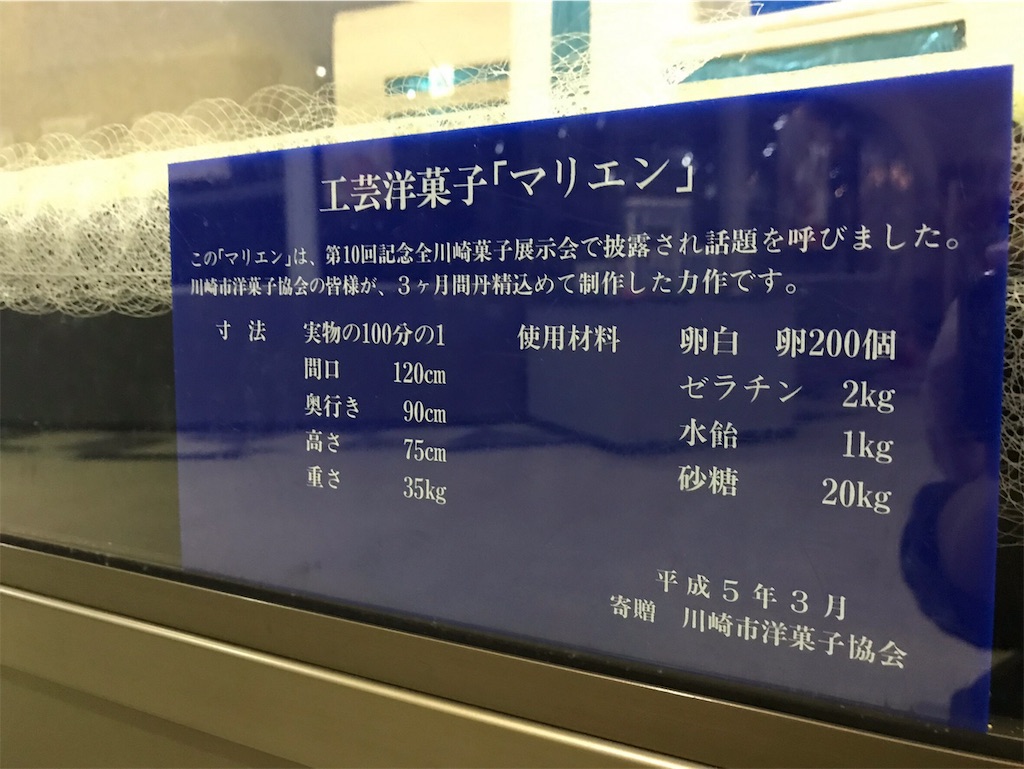 工芸洋菓子「マリエン」
この「マリエン」は、第10回記念全川崎菓子展示会で披露され話題を呼びました。
川崎市洋菓子協会の皆様が、3ヶ月間丹精込めて制作した力作です。
寸法 実物の100分の1
間口 120cm
奥行き 90cm
高さ 75cm
重さ 35kg
使用材料 卵白 卵200個
ゼラチン 2kg
水飴 1kg
砂糖 20kg
平成5年3月
寄贈 川崎市洋菓子協会